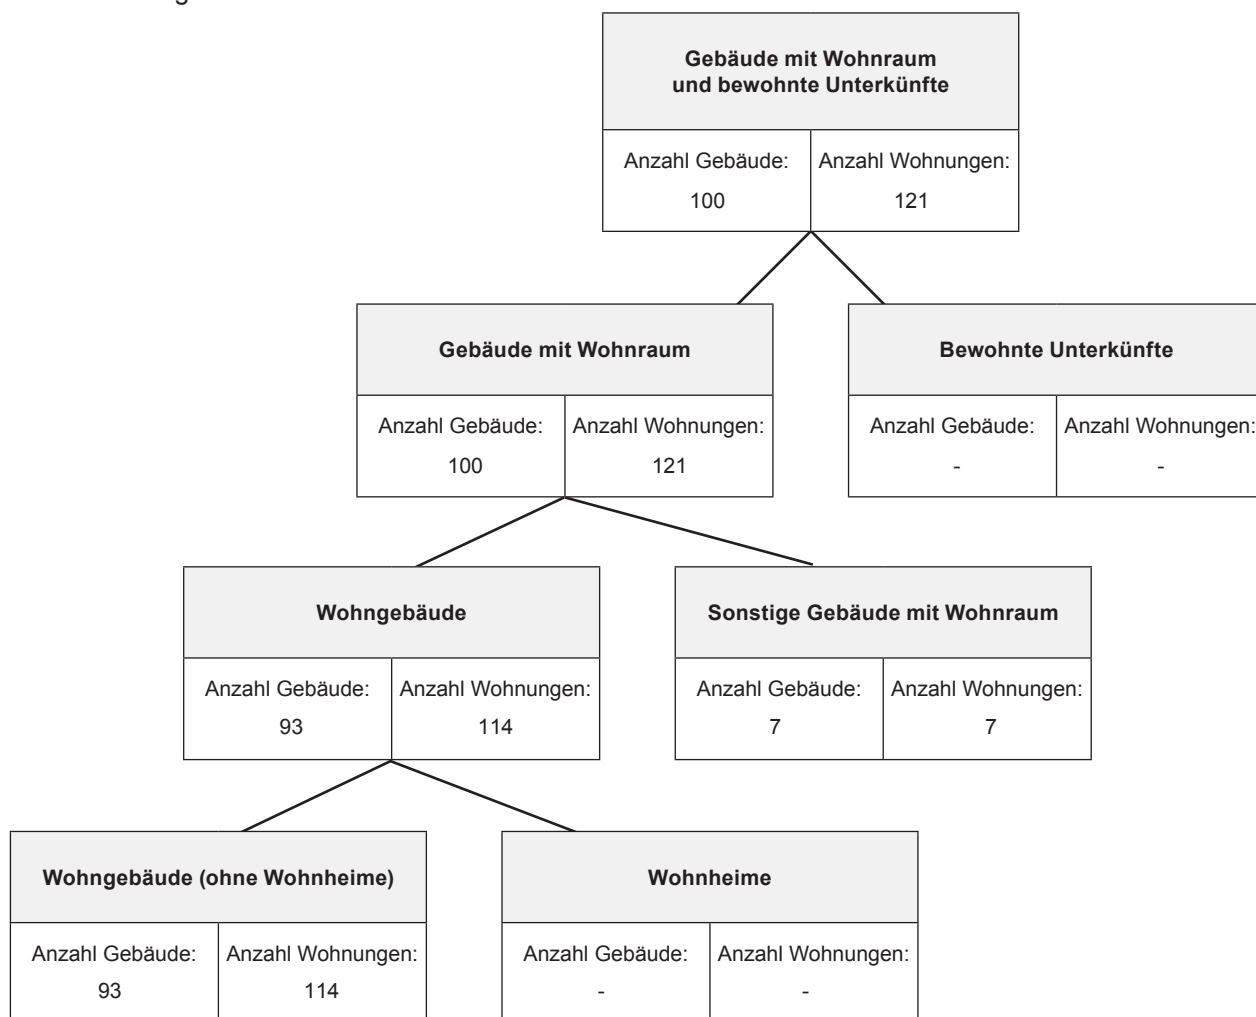 Gebäude mit Wohnraum
und bewohnte Unterkünfte
Anzahl Gebäude: Anzahl Wohnungen:
100 121
Gebäude mit Wohnraum
Bewohnte Unterkünfte
Anzahl Gebäude: Anzahl Wohnungen:
100 121
Anzahl Gebäude: Anzahl Wohnungen:
- -
Wohngebäude
Sonstige Gebäude mit Wohnraum
Anzahl Gebäude: Anzahl Wohnungen:
93 114
Anzahl Gebäude: Anzahl Wohnungen:
7 7
Wohngebäude (ohne Wohnheime)
Wohnheime
Anzahl Gebäude: Anzahl Wohnungen:
93 114
Anzahl Gebäude: Anzahl Wohnungen:
- -